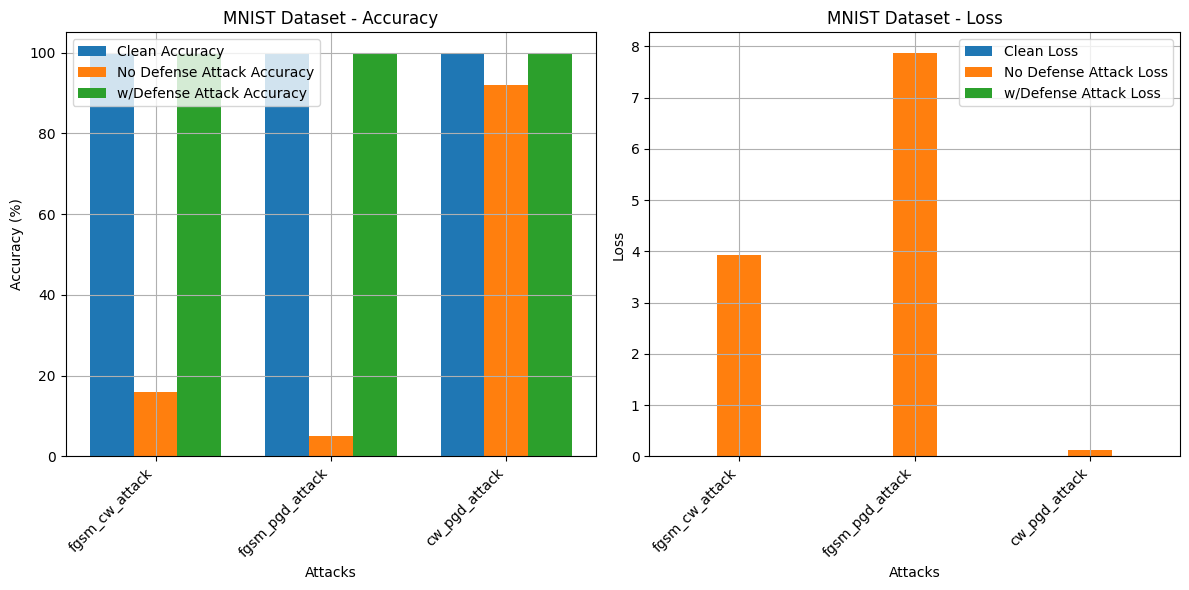 MNIST Dataset - Accuracy
Clean Accuracy
No Defense Attack Accuracy
w/Defense Attack Accuracy
Accuracy (%)
100
80
60
40
20
0
fgsm_cw_attack
fgsm_pgd_attack
cw_pgd_attack
Attacks
MNIST Dataset - Loss
Clean Loss
No Defense Attack Loss
w/Defense Attack Loss
Loss
8
7
6
5
4
3
2
1
0
fgsm_cw_attack
fgsm_pgd_attack
cw_pgd_attack
Attacks